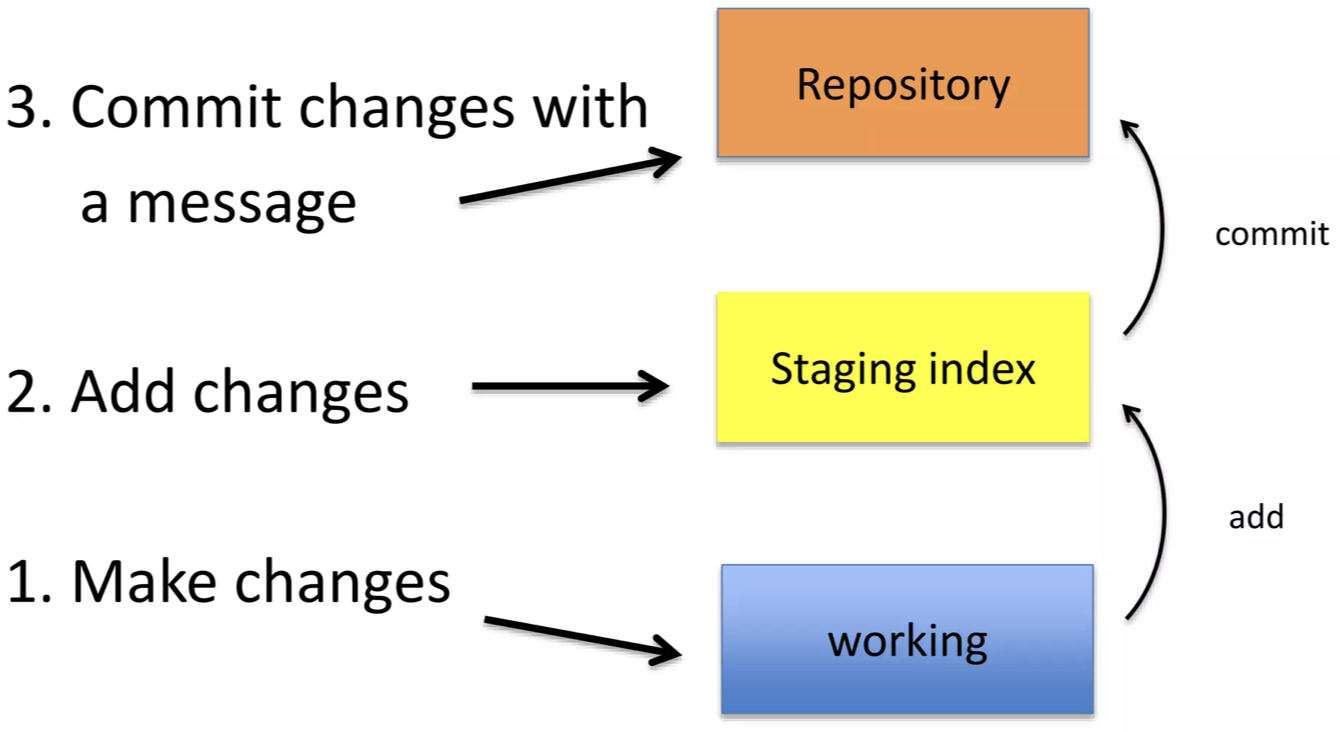 3. Commit changes with
a message
Repository
commit
2. Add changes
Staging index
add
1. Make changes
working